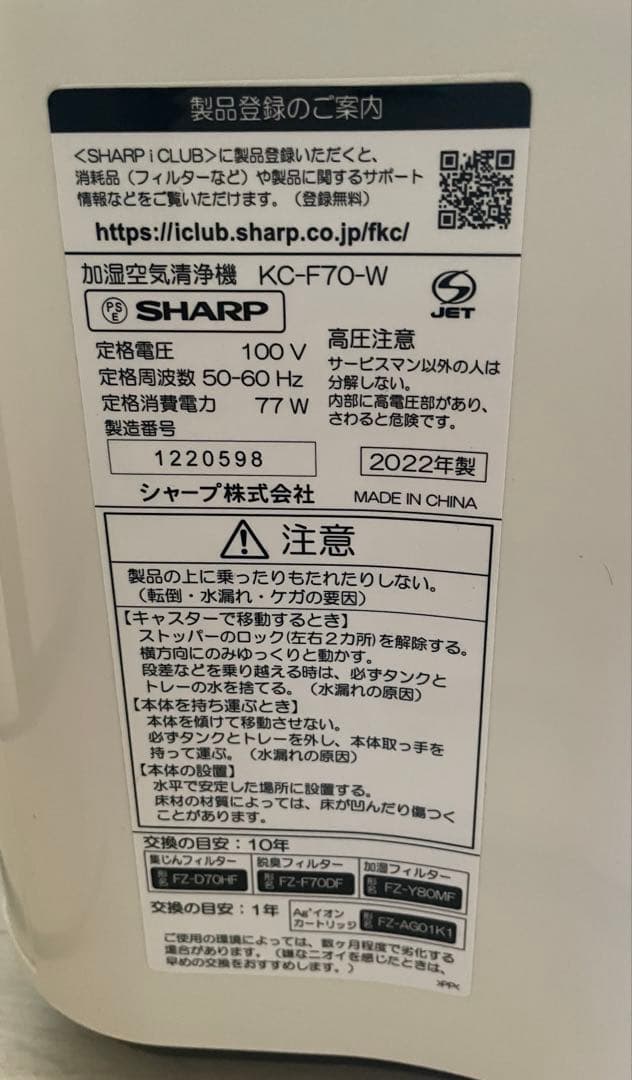 製品登録のご案内
<SHARP i CLUB>に製品登録いただくと、
消耗品（フィルターなど）や製品に関するサポート
情報などをご覧いただけます。（登録無料）
https://iclub.sharp.co.jp/fkc/
加湿空気清浄機 KC-F70-W
PSE SHARP
JET
定格電圧 100 V
定格周波数 50-60 Hz
定格消費電力 77 W
製造番号
1220598
高圧注意
サービスマン以外の人は
分解しない。
内部に高電圧部があり、
さわると危険です。
2022年製
シャープ株式会社 MADE IN CHINA
注意
製品の上に乗ったりもたれたりしない。
（転倒・水漏れ・ケガの要因）
【キャスターで移動するとき】
ストッパーのロック(左右2カ所)を解除する。
横方向にのみゆっくりと動かす。
段差などを乗り越える時は、必ずタンクと
トレーの水を捨てる。（水漏れの原因）
【本体を持ち運ぶとき】
本体を傾けて移動させない。
必ずタンクとトレーを外し、本体取っ手を
持って運ぶ。（水漏れの原因）
【本体の設置】
水平で安定した場所に設置する。
床材の材質によっては、床が凹んだり傷つく
ことがあります。
交換の目安：10年
集じんフィルター 脱臭フィルター 加湿フィルター
形名 FZ-D70HF 形名 FZ-F70DF 形名 FZ-Y80MF
交換の目安：1年
Ag+イオン
カートリッジ 形名 FZ-AG01K1
ご使用の環境によっては、数ヶ月程度で劣化する
場合があります。（嫌なニオイを感じたときは、
早めの交換をおすすめします。）
>PP<